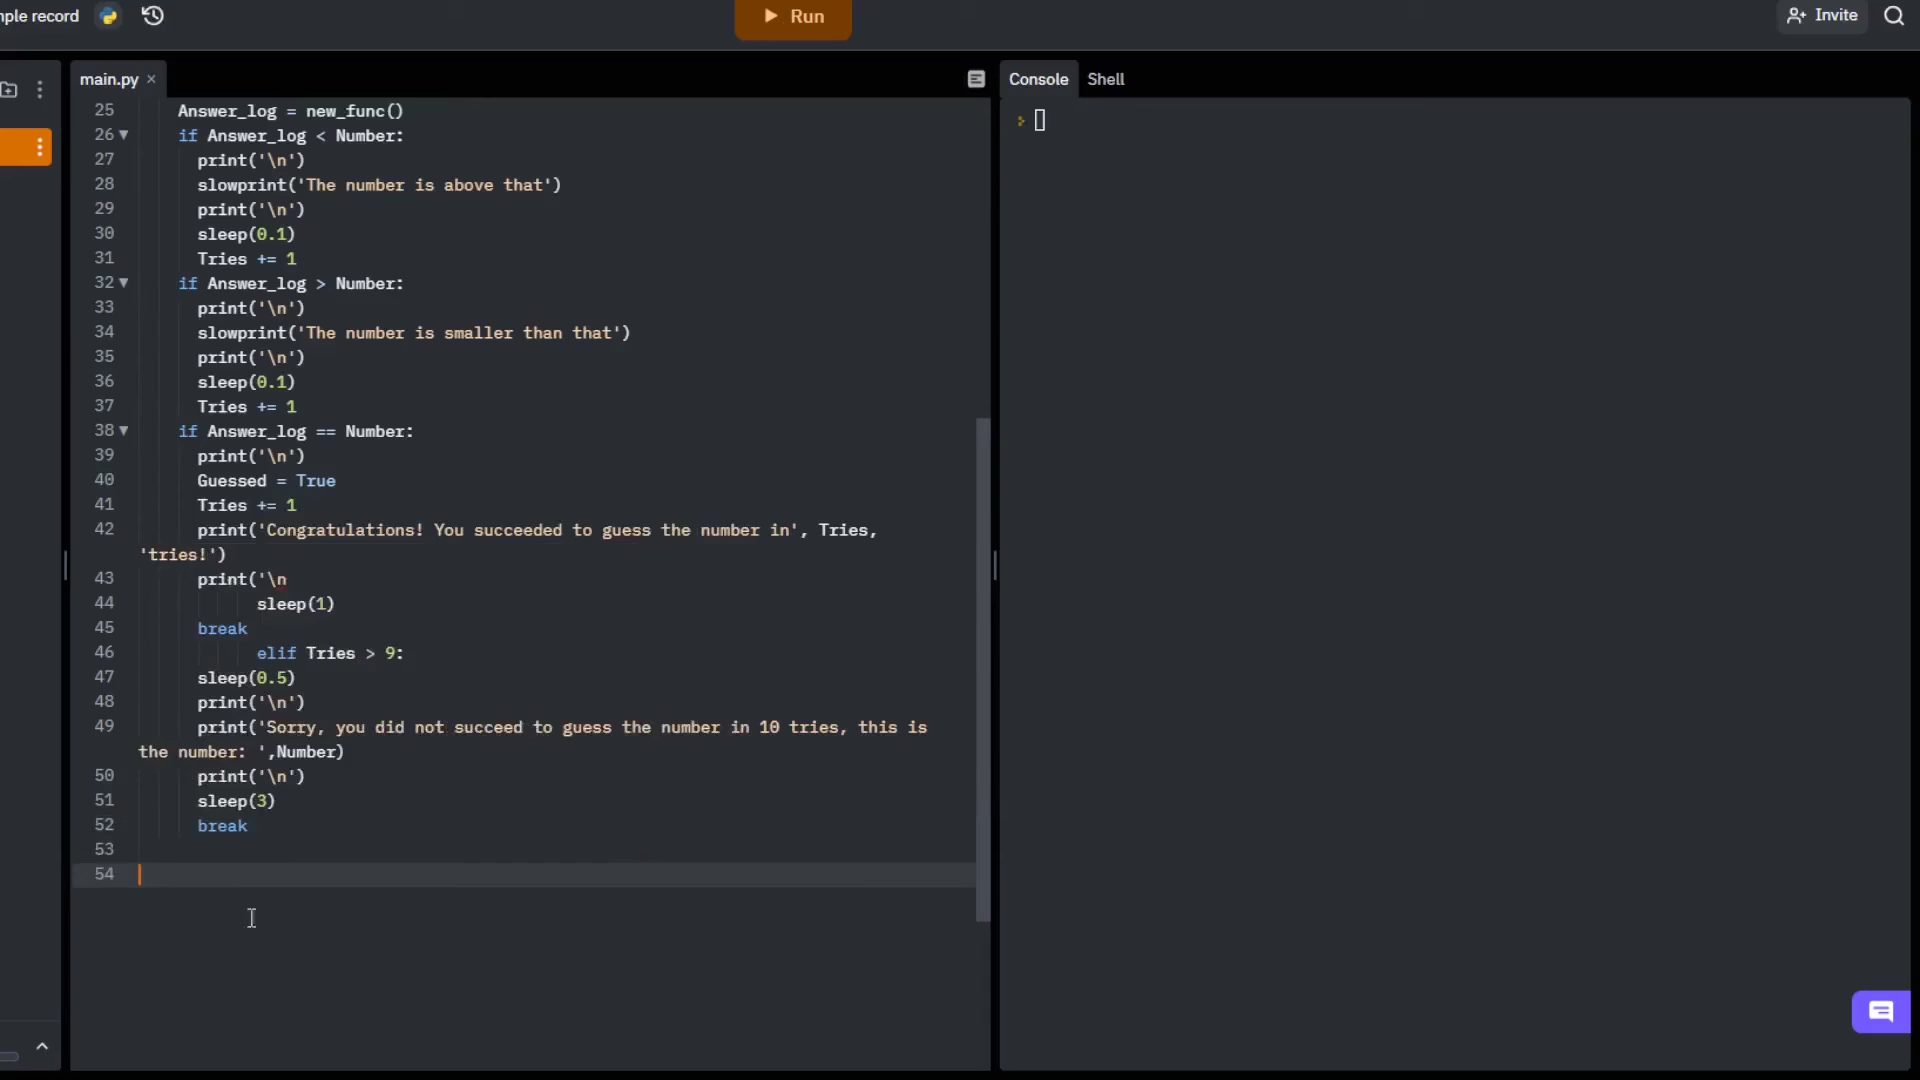 nple record
Run
Invite
main.py ×
Console
Shell
25 Answer_log = new_func()
26 if Answer_log < Number:
27 print('\n')
28 slowprint('The number is above that')
29 print('\n')
30 sleep(0.1)
31 Tries += 1
32 if Answer_log > Number:
33 print('\n')
34 slowprint('The number is smaller than that')
35 print('\n')
36 sleep(0.1)
37 Tries += 1
38 if Answer_log == Number:
39 print('\n')
40 Guessed = True
41 Tries += 1
42 print('Congratulations! You succeeded to guess the number in', Tries,
'tries!')
43 print('\n
44 sleep(1)
45 break
46 elif Tries > 9:
47 sleep(0.5)
48 print('\n')
49 print('Sorry, you did not succeed to guess the number in 10 tries, this is
the number: ',Number)
50 print('\n')
51 sleep(3)
52 break
53
54